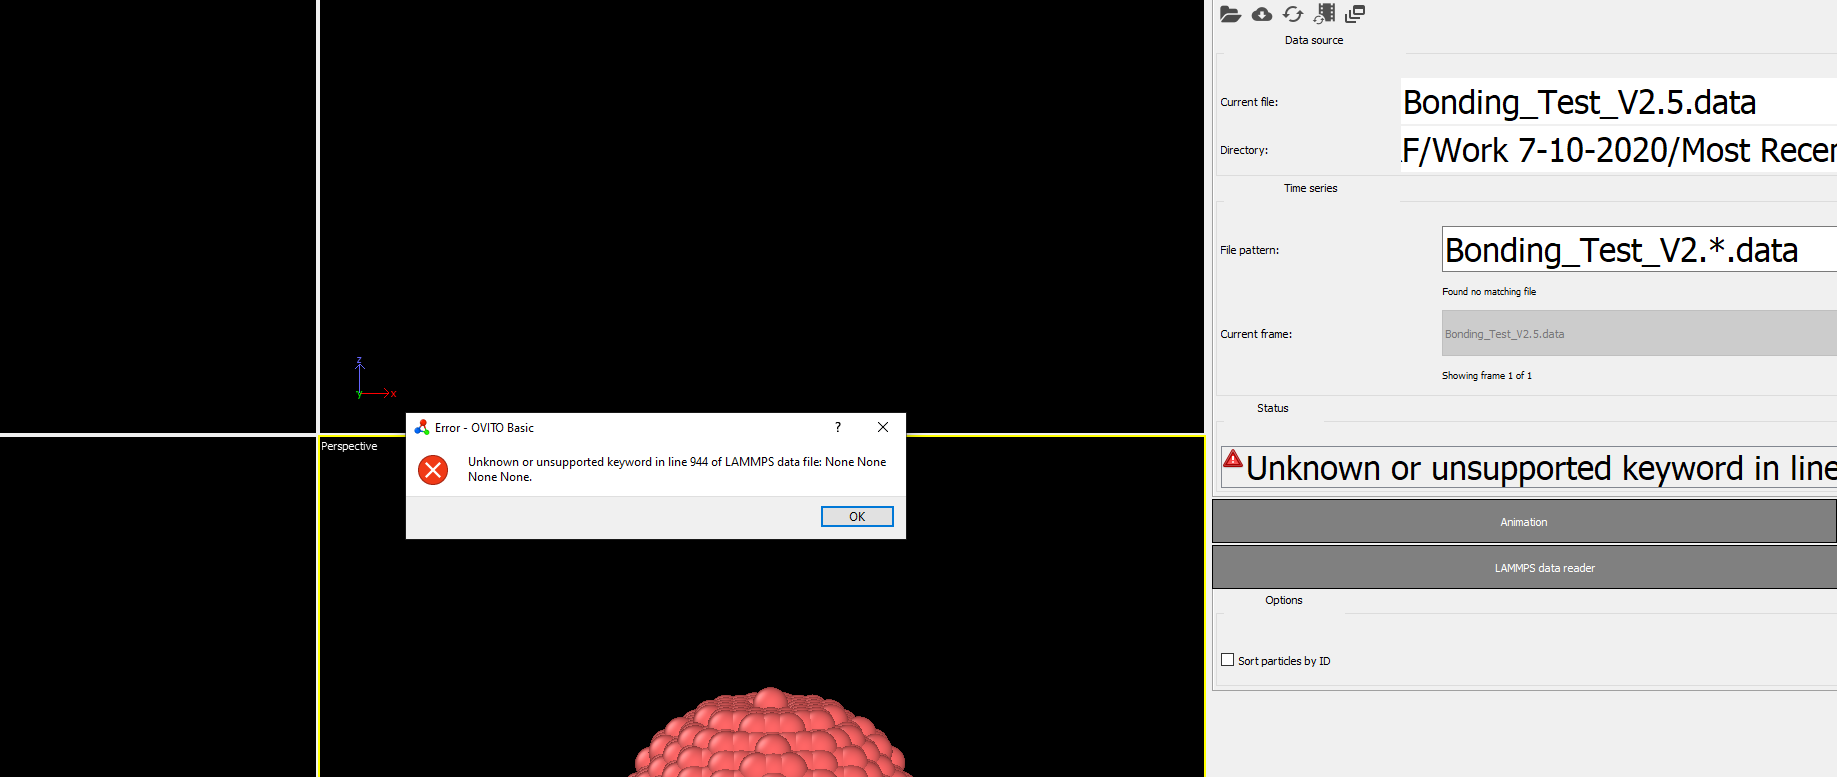 Data source
Current file:
Bonding_Test_V2.5.data
Directory:
F/Work 7-10-2020/Most Recen
Time series
File pattern:
Bonding_Test_V2.*.data
Found no matching file
Current frame:
Bonding_Test_V2.5.data
Showing frame 1 of 1
Status
Unknown or unsupported keyword in line
Animation
LAMMPS data reader
Options
Sort particles by ID
z
y
x
Perspective
Error - OVITO Basic
?
Unknown or unsupported keyword in line 944 of LAMMPS data file: None None
None None.
OK